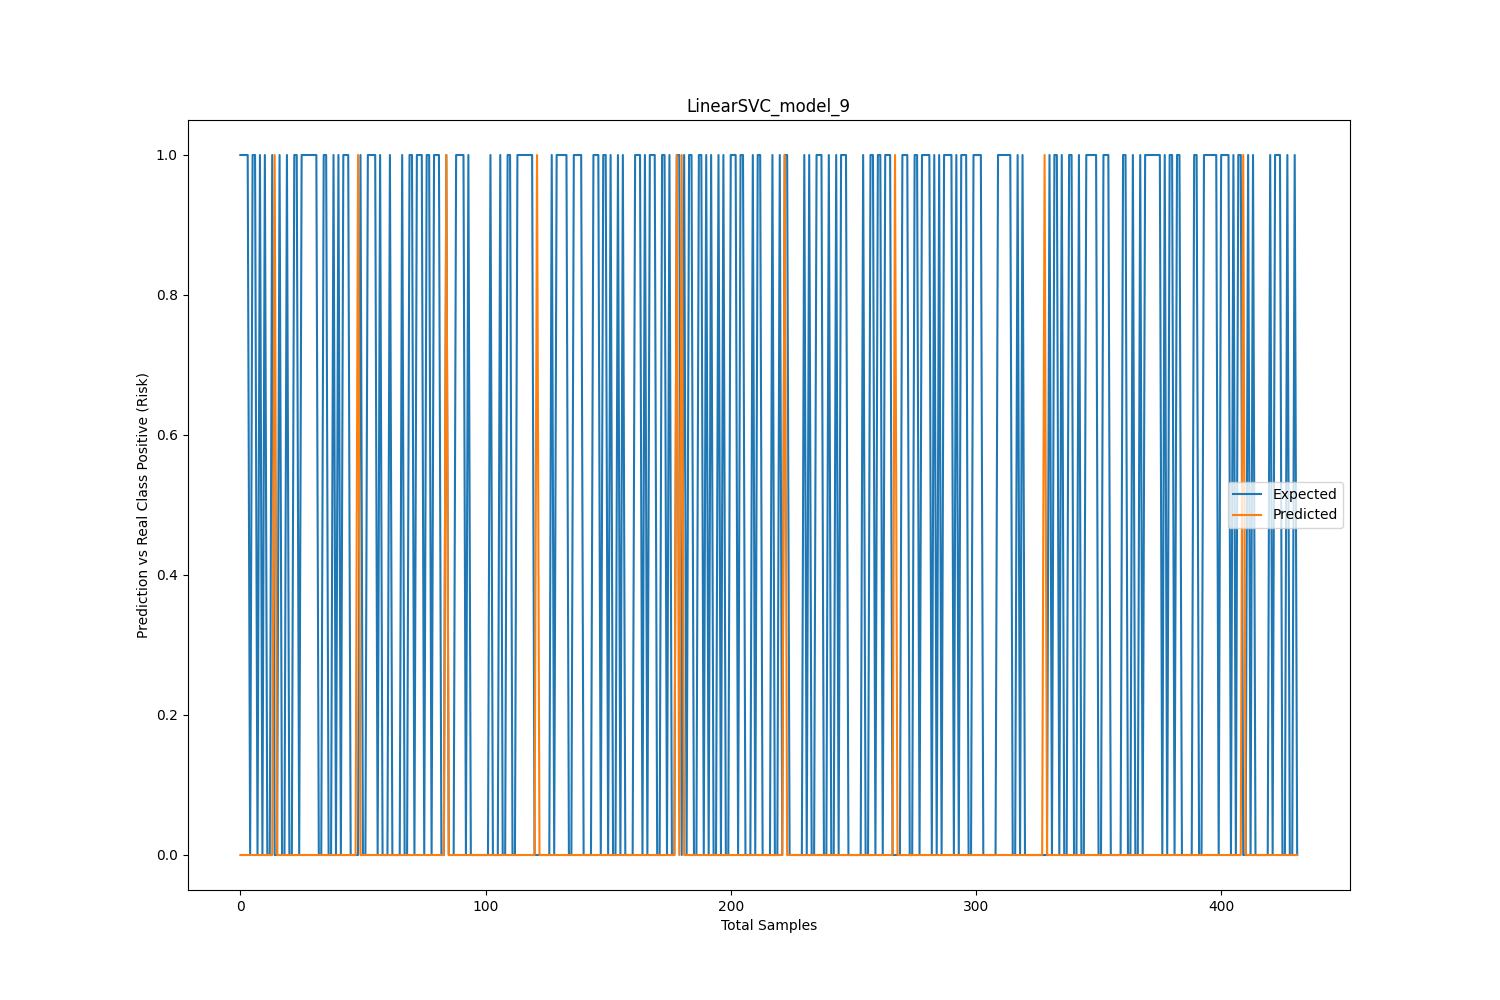 LinearSVC_model_9
Prediction vs Real Class Positive (Risk)
1.0
0.8
0.6
0.4
0.2
0.0
Expected
Predicted
0 100 200 300 400
Total Samples